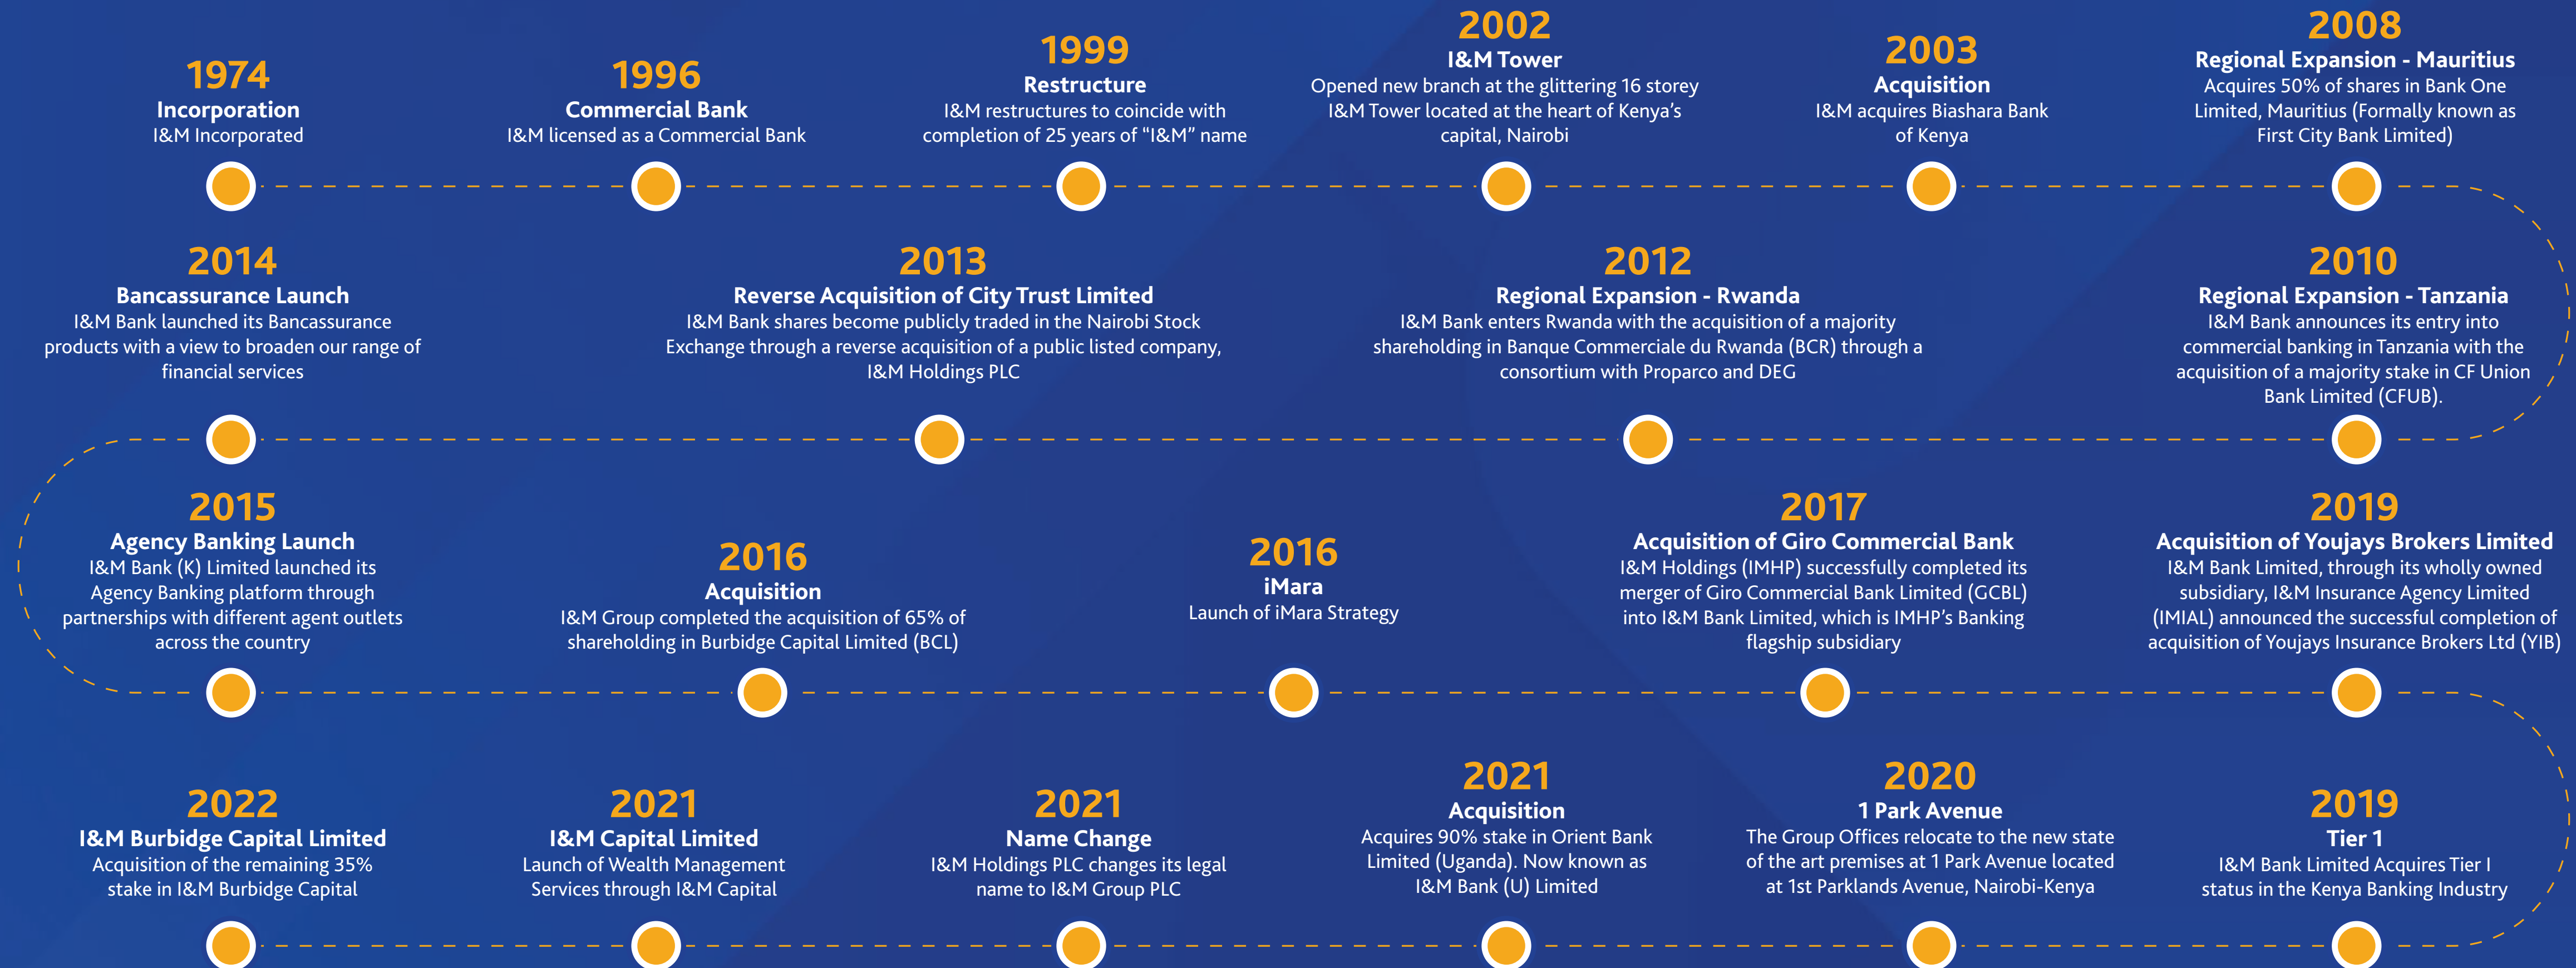 1974
Incorporation
I&M Incorporated
1996
Commercial Bank
I&M licensed as a Commercial Bank
1999
Restructure
I&M restructures to coincide with
completion of 25 years of “I&M” name
2002
I&M Tower
Opened new branch at the glittering 16 storey
I&M Tower located at the heart of Kenya’s
capital, Nairobi
2003
Acquisition
I&M acquires Biashara Bank
of Kenya
2008
Regional Expansion - Mauritius
Acquires 50% of shares in Bank One
Limited, Mauritius (Formally known as
First City Bank Limited)
2010
Regional Expansion - Tanzania
I&M Bank announces its entry into
commercial banking in Tanzania with the
acquisition of a majority stake in CF Union
Bank Limited (CFUB).
2012
Regional Expansion - Rwanda
I&M Bank enters Rwanda with the acquisition of a majority
shareholding in Banque Commerciale du Rwanda (BCR) through a
consortium with Proparco and DEG
2013
Reverse Acquisition of City Trust Limited
I&M Bank shares become publicly traded in the Nairobi Stock
Exchange through a reverse acquisition of a public listed company,
I&M Holdings PLC
2014
Bancassurance Launch
I&M Bank launched its Bancassurance
products with a view to broaden our range of
financial services
2015
Agency Banking Launch
I&M Bank (K) Limited launched its
Agency Banking platform through
partnerships with different agent outlets
across the country
2016
Acquisition
I&M Group completed the acquisition of 65% of
shareholding in Burbidge Capital Limited (BCL)
2016
iMara
Launch of iMara Strategy
2017
Acquisition of Giro Commercial Bank
I&M Holdings (IMHP) successfully completed its
merger of Giro Commercial Bank Limited (GCBL)
into I&M Bank Limited, which is IMHP’s Banking
flagship subsidiary
2019
Acquisition of Youjays Brokers Limited
I&M Bank Limited, through its wholly owned
subsidiary, I&M Insurance Agency Limited
(IMIAL) announced the successful completion of
acquisition of Youjays Insurance Brokers Ltd (YIB)
2019
Tier 1
I&M Bank Limited Acquires Tier I
status in the Kenya Banking Industry
2020
1 Park Avenue
The Group Offices relocate to the new state
of the art premises at 1 Park Avenue located
at 1st Parklands Avenue, Nairobi-Kenya
2021
Acquisition
Acquires 90% stake in Orient Bank
Limited (Uganda). Now known as
I&M Bank (U) Limited
2021
Name Change
I&M Holdings PLC changes its legal
name to I&M Group PLC
2021
I&M Capital Limited
Launch of Wealth Management
Services through I&M Capital
2022
I&M Burbidge Capital Limited
Acquisition of the remaining 35%
stake in I&M Burbidge Capital